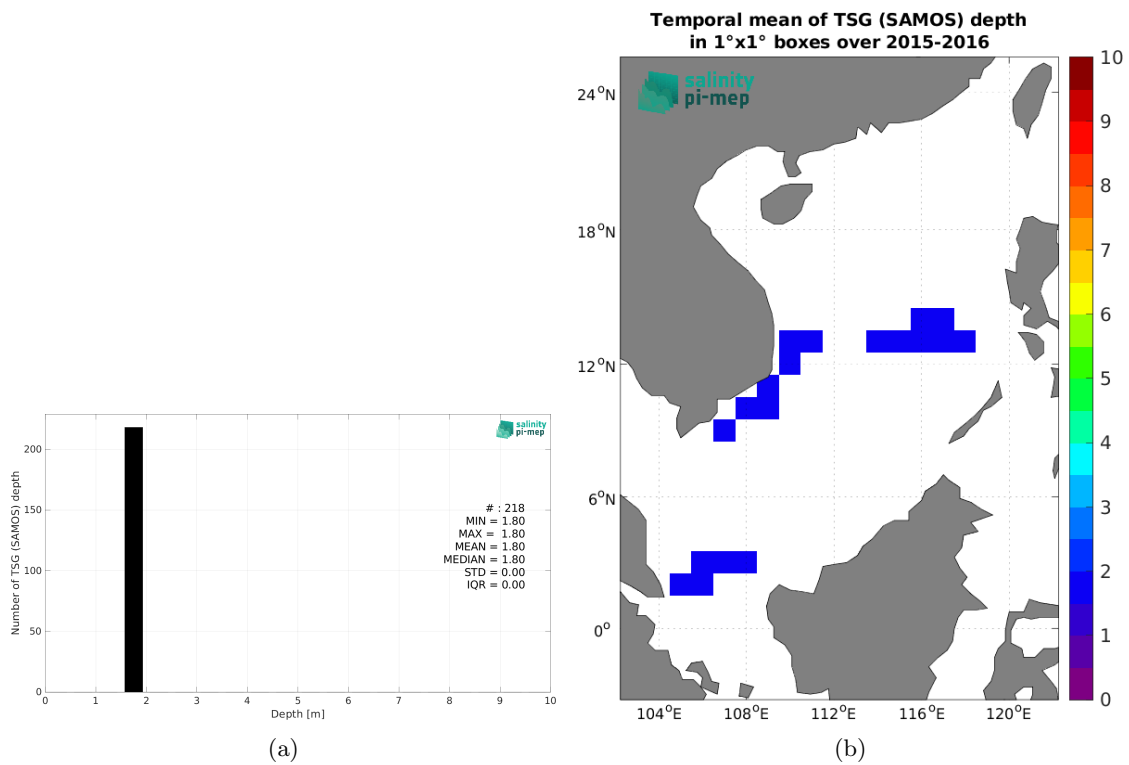 salinity
pi-mep
Number of TSG (SAMOS) depth
200
150
100
50
0
# : 218
MIN = 1.80
MAX = 1.80
MEAN = 1.80
MEDIAN = 1.80
STD = 0.00
IQR = 0.00
0 1 2 3 4 5 6 7 8 9 10
Depth [m]
(a)
Temporal mean of TSG (SAMOS) depth
in 1°x1° boxes over 2015-2016
salinity
pi-mep
24°N
18°N
12°N
6°N
0°
104°E 108°E 112°E 116°E 120°E
10
9
8
7
6
5
4
3
2
1
0
(b)